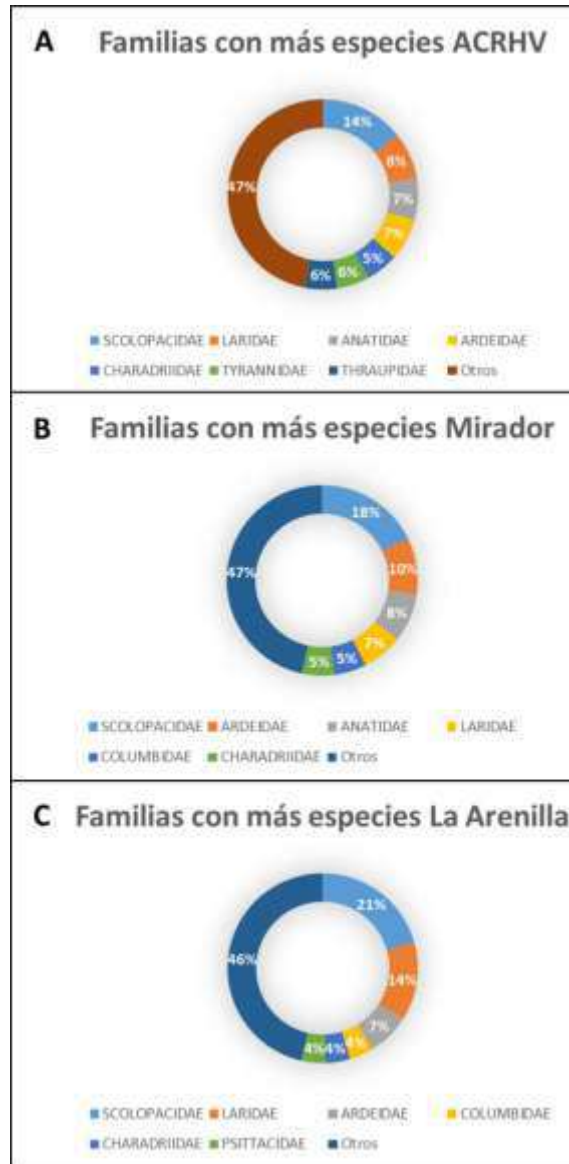 A Familias con más especies ACRHV
14%
8%
7%
7%
5%
6%
6%
47%
SCOLOPACIDAE LARIDAE ANATIDAE ARDEIDAE
CHARADRIIDAE TYRANNIDAE THRAUPIDAE Otros
B Familias con más especies Mirador
18%
10%
8%
7%
5%
5%
47%
SCOLOPACIDAE ARDEIDAE ANATIDAE LARIDAE
COLUMBIDAE CHARADRIIDAE Otros
C Familias con más especies La Arenilla
21%
14%
7%
4%
4%
4%
46%
SCOLOPACIDAE LARIDAE ARDEIDAE COLUMBIDAE
CHARADRIIDAE PSITTACIDAE Otros